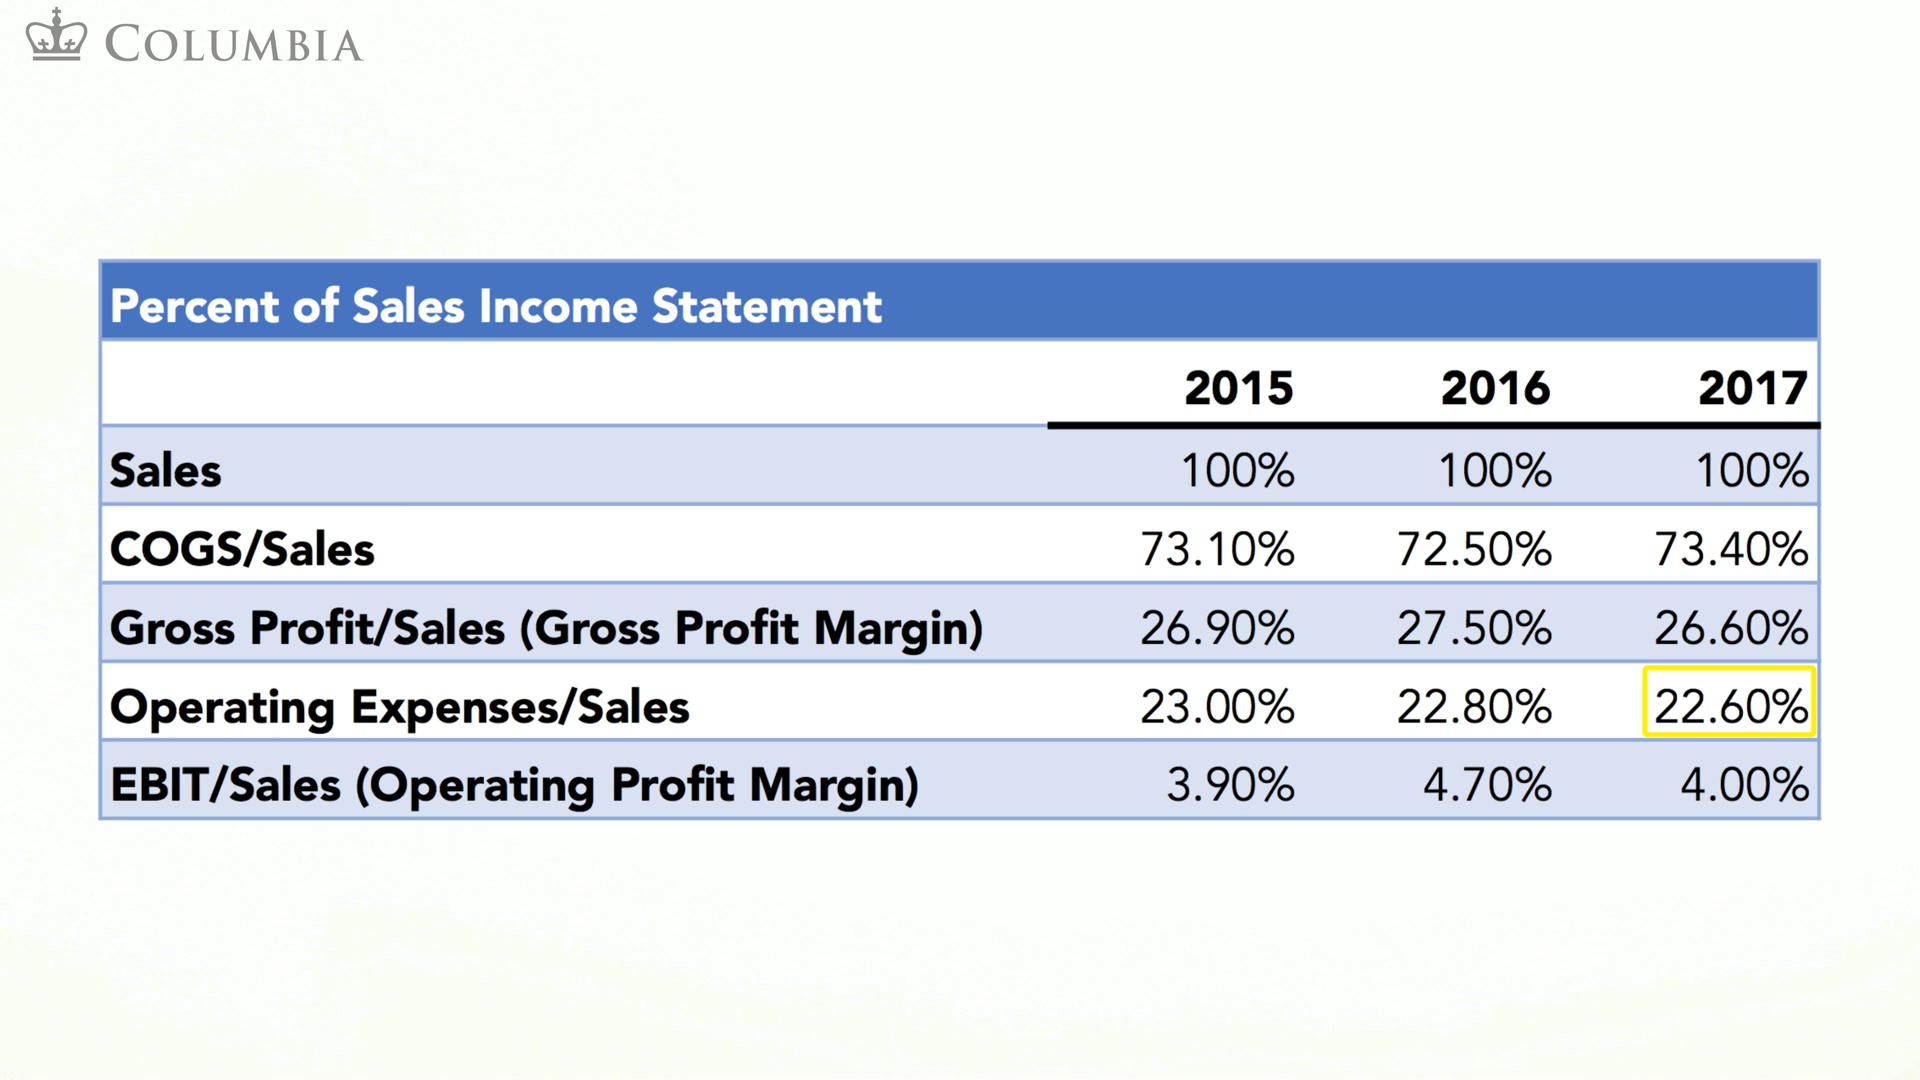 COLUMBIA
Percent of Sales Income Statement
2015 2016 2017
Sales 100% 100% 100%
COGS/Sales 73.10% 72.50% 73.40%
Gross Profit/Sales (Gross Profit Margin) 26.90% 27.50% 26.60%
Operating Expenses/Sales 23.00% 22.80% 22.60%
EBIT/Sales (Operating Profit Margin) 3.90% 4.70% 4.00%